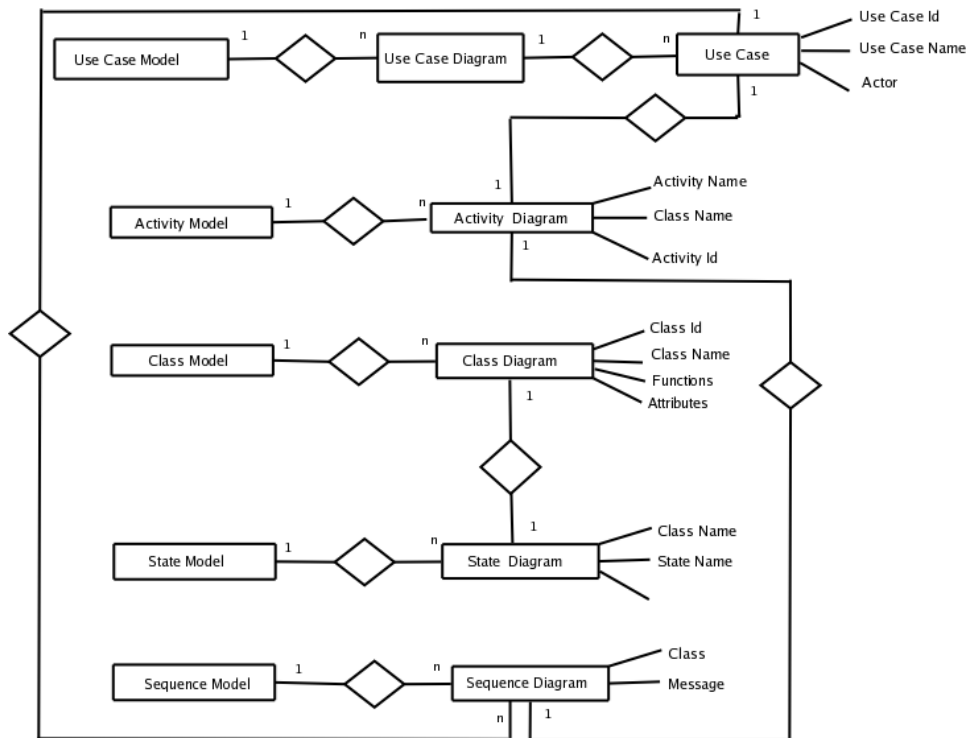 1
Use Case Id
1 n 1 n Use Case Name
Use Case Model Use Case Diagram Use Case
Actor
1
1 Activity Name
1 n Class Name
Activity Model Activity Diagram
1 Activity Id
Class Id
1 n Class Name
Class Model Class Diagram
Functions
1 Attributes
1 Class Name
1 n
State Model State Diagram State Name
Class
1 n
Sequence Model Sequence Diagram Message
n 1